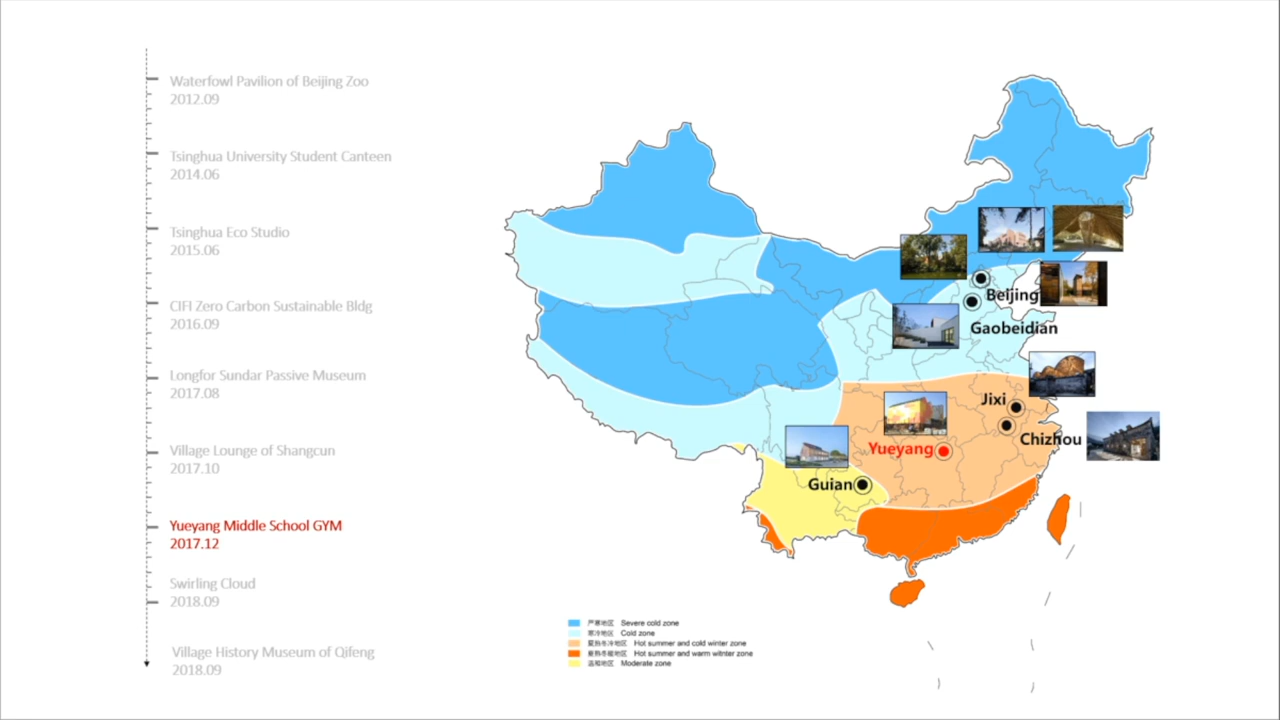 Waterfowl Pavilion of Beijing Zoo
2012.09
Tsinghua University Student Canteen
2014.06
Tsinghua Eco Studio
2015.06
CIFI Zero Carbon Sustainable Bldg
2016.09
Longfor Sundar Passive Museum
2017.08
Village Lounge of Shangcun
2017.10
Yueyang Middle School GYM
2017.12
Swirling Cloud
2018.09
Village History Museum of Qifeng
2018.09
Beijing
Gaobeidian
Jixi
Chizhou
Yueyang
Guian
严寒地区 Severe cold zone
寒冷地区 Cold zone
夏热冬冷地区 Hot summer and cold winter zone
夏热冬暖地区 Hot summer and warm witnter zone
温和地区 Moderate zone